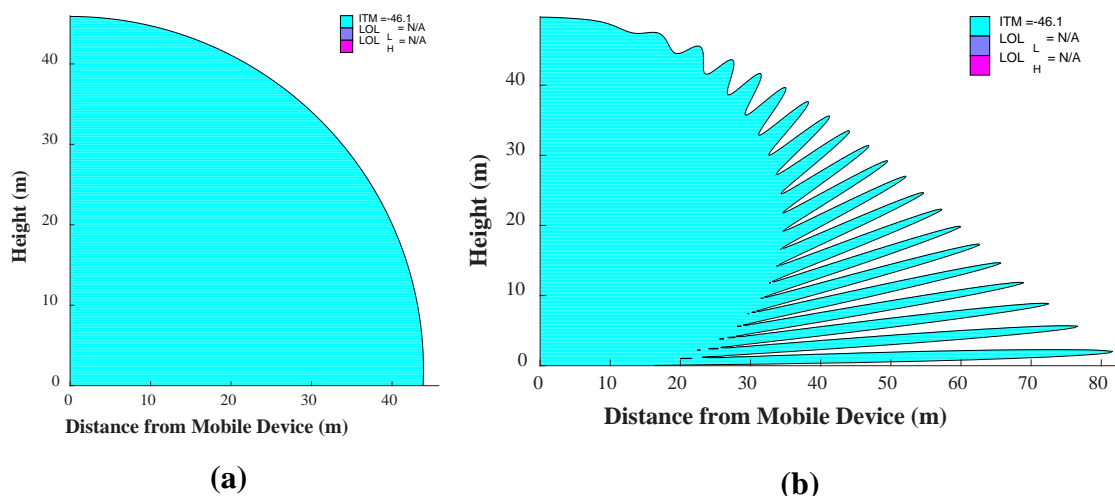 ITM =-46.1
LOL L = N/A
LOL H = N/A
40
30
20
10
0
Height (m)
0 10 20 30 40
Distance from Mobile Device (m)
(a)
ITM =-46.1
LOL L = N/A
LOL H = N/A
40
30
20
10
0
Height (m)
0 10 20 30 40 50 60 70 80
Distance from Mobile Device (m)
(b)